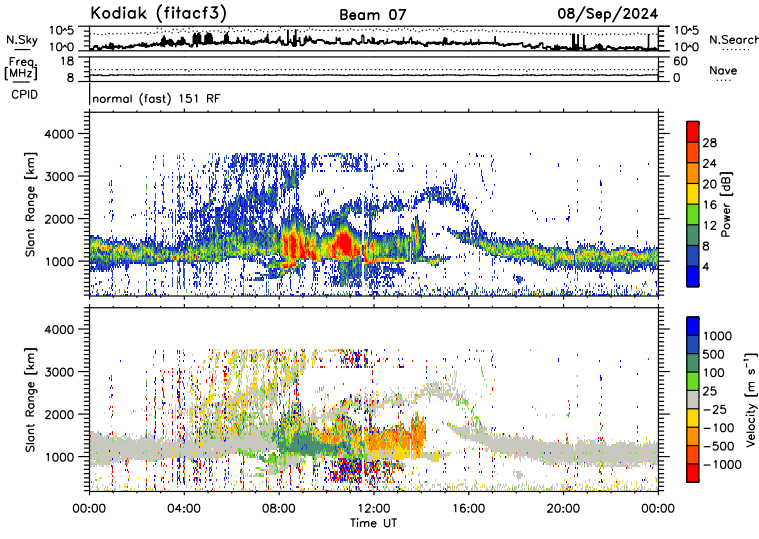 Kodiak (fitacf3) Beam 07 08/Sep/2024
N.Sky 10^5 10^5 N.Search
10^0 10^0
Freq. [MHz] 18 60 Nave
8 0
CPID normal (fast) 151 RF
Slant Range [km]
4000
3000
2000
1000
Power [dB]
28
24
20
16
12
8
4
Slant Range [km]
4000
3000
2000
1000
Velocity [m s⁻¹]
1000
500
100
25
−25
−100
−500
−1000
00:00 04:00 08:00 12:00 16:00 20:00 00:00
Time UT